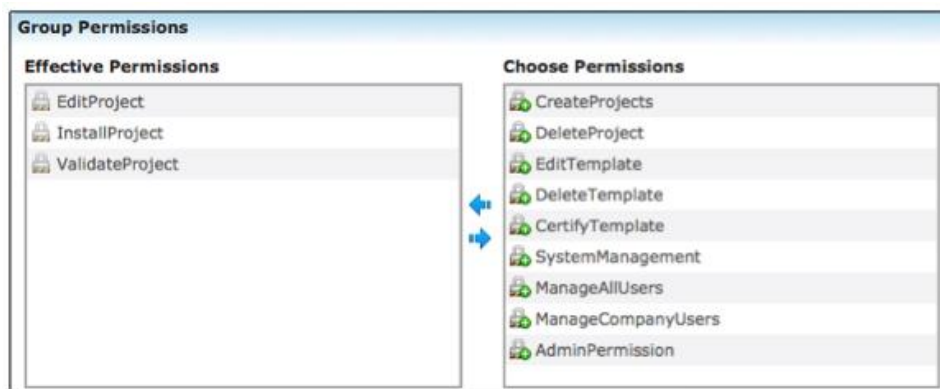 Group Permissions
Effective Permissions
EditProject
InstallProject
ValidateProject
Choose Permissions
CreateProjects
DeleteProject
EditTemplate
DeleteTemplate
CertifyTemplate
SystemManagement
ManageAllUsers
ManageCompanyUsers
AdminPermission